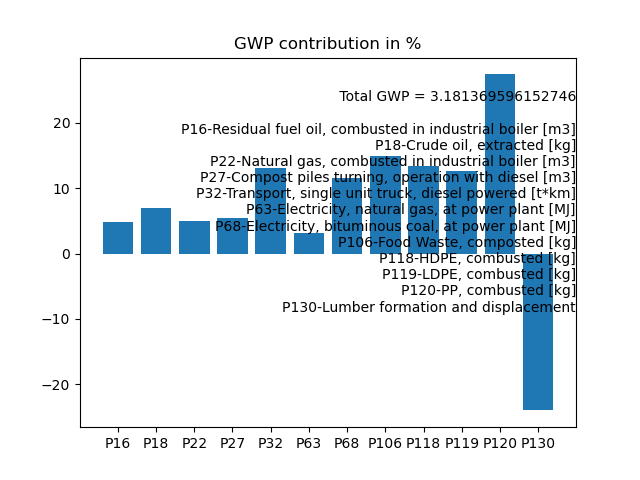 GWP contribution in %
Total GWP = 3.181369596152746
20
P16-Residual fuel oil, combusted in industrial boiler [m3]
P18-Crude oil, extracted [kg]
P22-Natural gas, combusted in industrial boiler [m3]
P27-Compost piles turning, operation with diesel [m3]
10
P32-Transport, single unit truck, diesel powered [t*km]
P63-Electricity, natural gas, at power plant [MJ]
P68-Electricity, bituminous coal, at power plant [MJ]
P106-Food Waste, composted [kg]
0
P118-HDPE, combusted [kg]
P119-LDPE, combusted [kg]
P120-PP, combusted [kg]
P130-Lumber formation and displacement
−10
−20
P16 P18 P22 P27 P32 P63 P68 P106 P118 P119 P120 P130